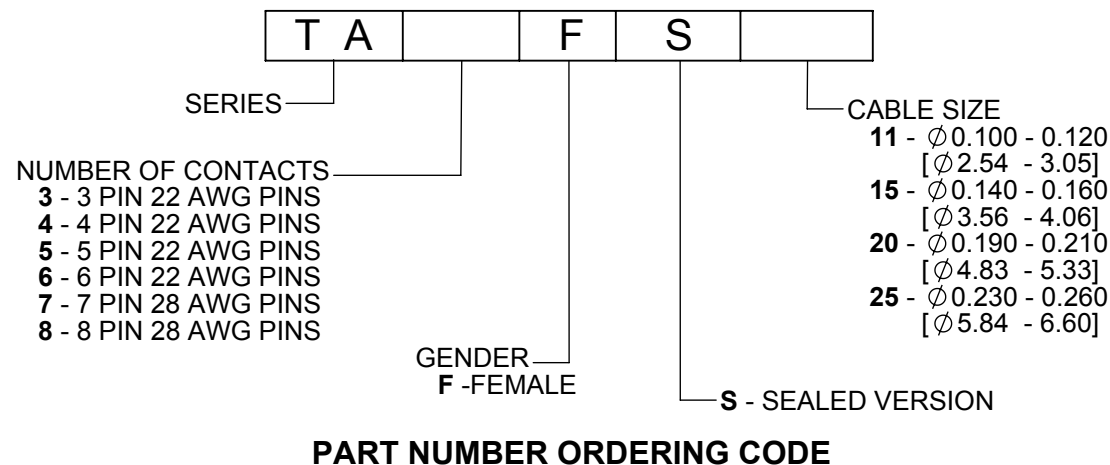 T A F S
SERIES
NUMBER OF CONTACTS
3 - 3 PIN 22 AWG PINS
4 - 4 PIN 22 AWG PINS
5 - 5 PIN 22 AWG PINS
6 - 6 PIN 22 AWG PINS
7 - 7 PIN 28 AWG PINS
8 - 8 PIN 28 AWG PINS
GENDER
F -FEMALE
S - SEALED VERSION
CABLE SIZE
11 - ∅0.100 - 0.120
[∅2.54 - 3.05]
15 - ∅0.140 - 0.160
[∅3.56 - 4.06]
20 - ∅0.190 - 0.210
[∅4.83 - 5.33]
25 - ∅0.230 - 0.260
[∅5.84 - 6.60]
PART NUMBER ORDERING CODE